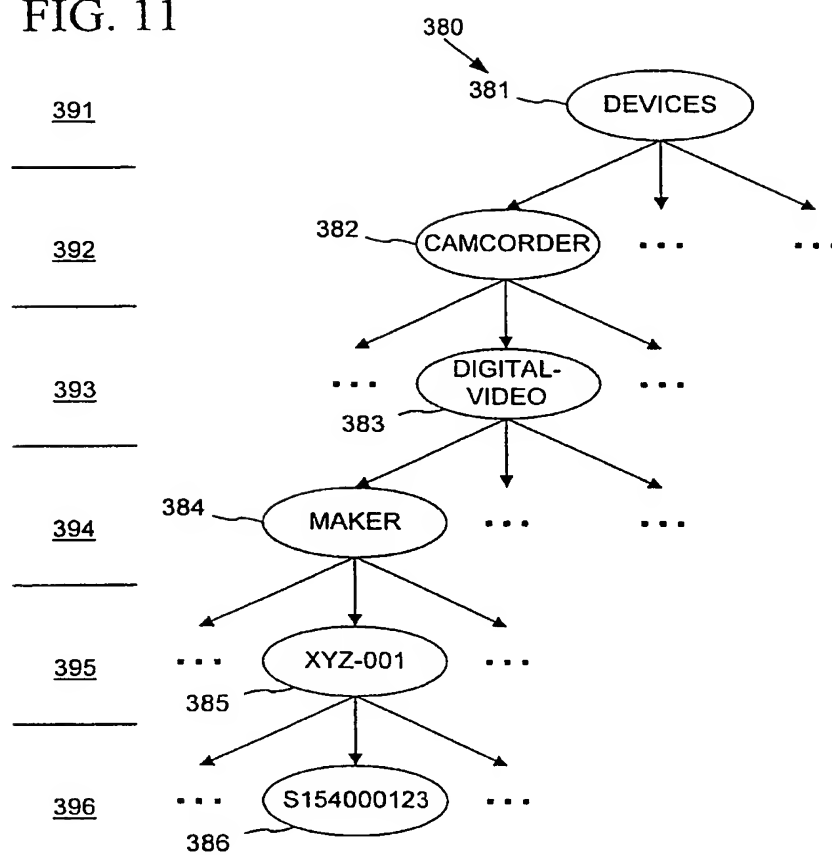 FIG. 11
380
391
381
DEVICES
392
382
CAMCORDER
...
...
393
...
DIGITAL-
VIDEO
...
383
394
384
MAKER
...
...
395
...
XYZ-001
...
385
396
...
S154000123
...
386